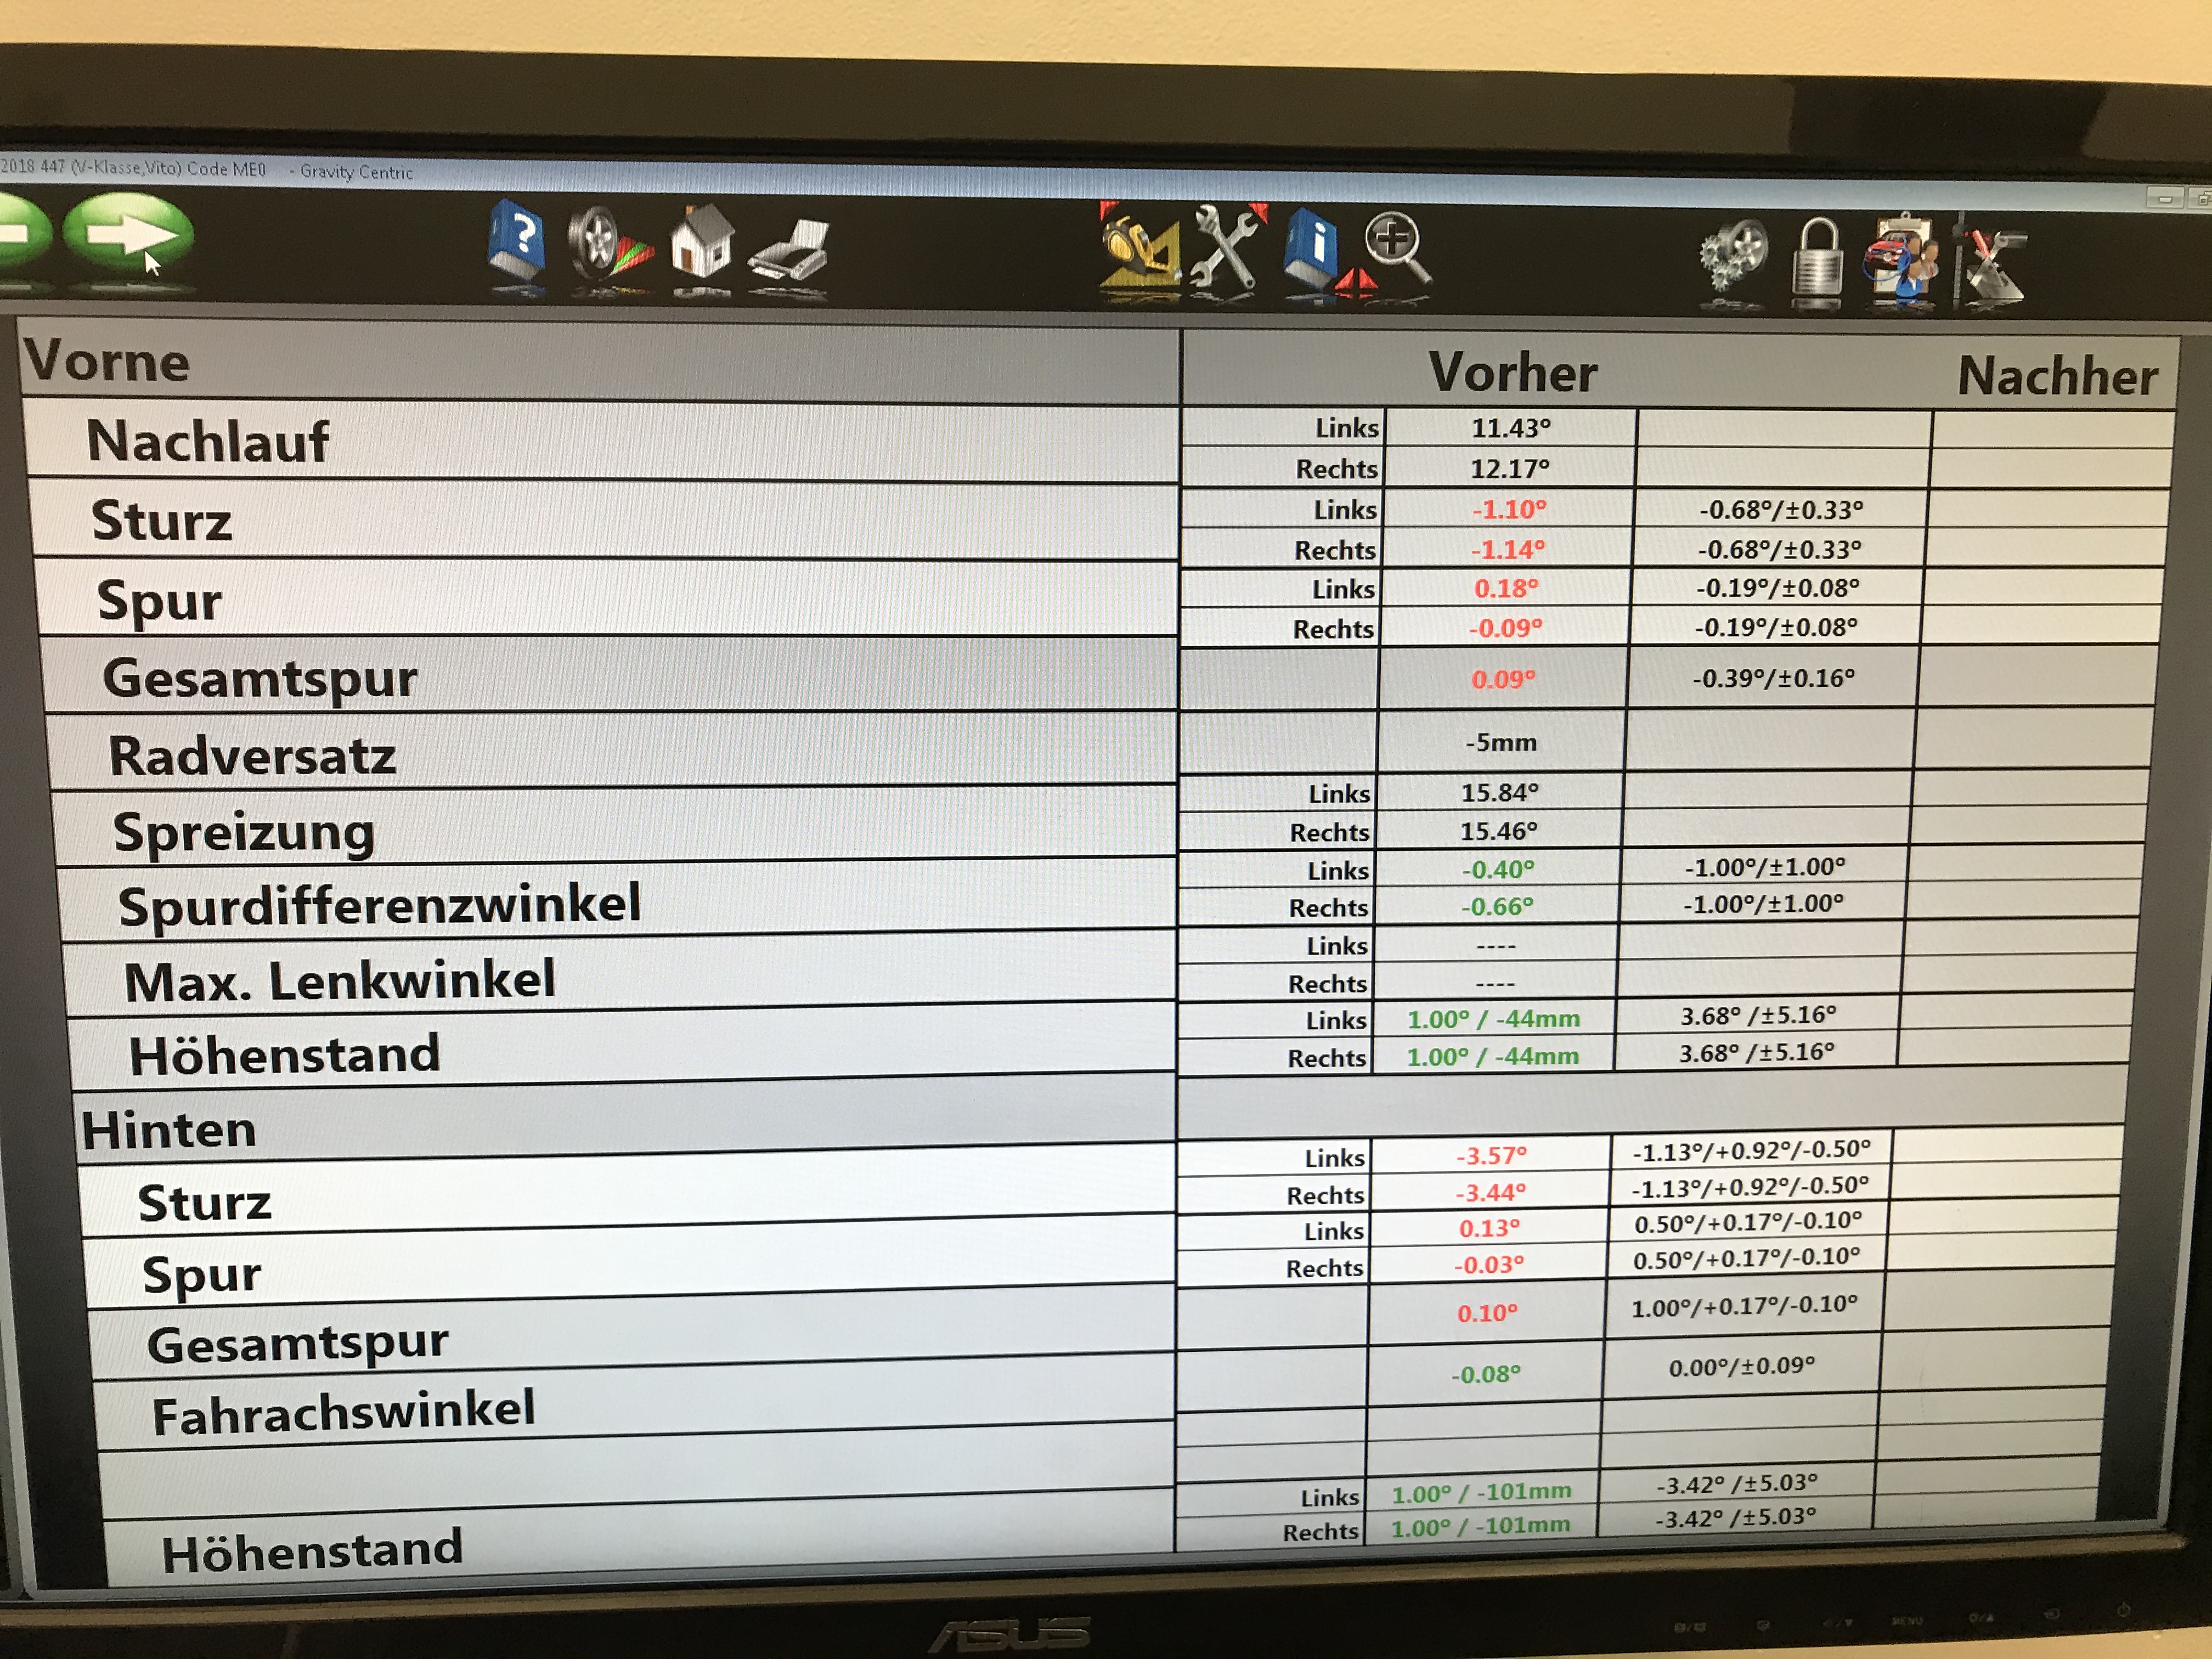 2018 447 (V-Klasse,Vito) Code ME0 - Gravity Centric
Vorne Vorher Nachher
Nachlauf Links 11.43°
Rechts 12.17°
Sturz Links -1.10° -0.68°/±0.33°
Rechts -1.14° -0.68°/±0.33°
Spur Links 0.18° -0.19°/±0.08°
Rechts -0.09° -0.19°/±0.08°
Gesamtspur 0.09° -0.39°/±0.16°
Radversatz -5mm
Spreizung Links 15.84°
Rechts 15.46°
Spurdifferenzwinkel Links -0.40° -1.00°/±1.00°
Rechts -0.66° -1.00°/±1.00°
Max. Lenkwinkel Links ----
Rechts ----
Höhenstand Links 1.00° / -44mm 3.68° /±5.16°
Rechts 1.00° / -44mm 3.68° /±5.16°
Hinten
Sturz Links -3.57° -1.13°/+0.92°/-0.50°
Rechts -3.44° -1.13°/+0.92°/-0.50°
Spur Links 0.13° 0.50°/+0.17°/-0.10°
Rechts -0.03° 0.50°/+0.17°/-0.10°
Gesamtspur 0.10° 1.00°/+0.17°/-0.10°
Fahrachswinkel -0.08° 0.00°/±0.09°
Höhenstand Links 1.00° / -101mm -3.42° /±5.03°
Rechts 1.00° / -101mm -3.42° /±5.03°
ASUS
MENU